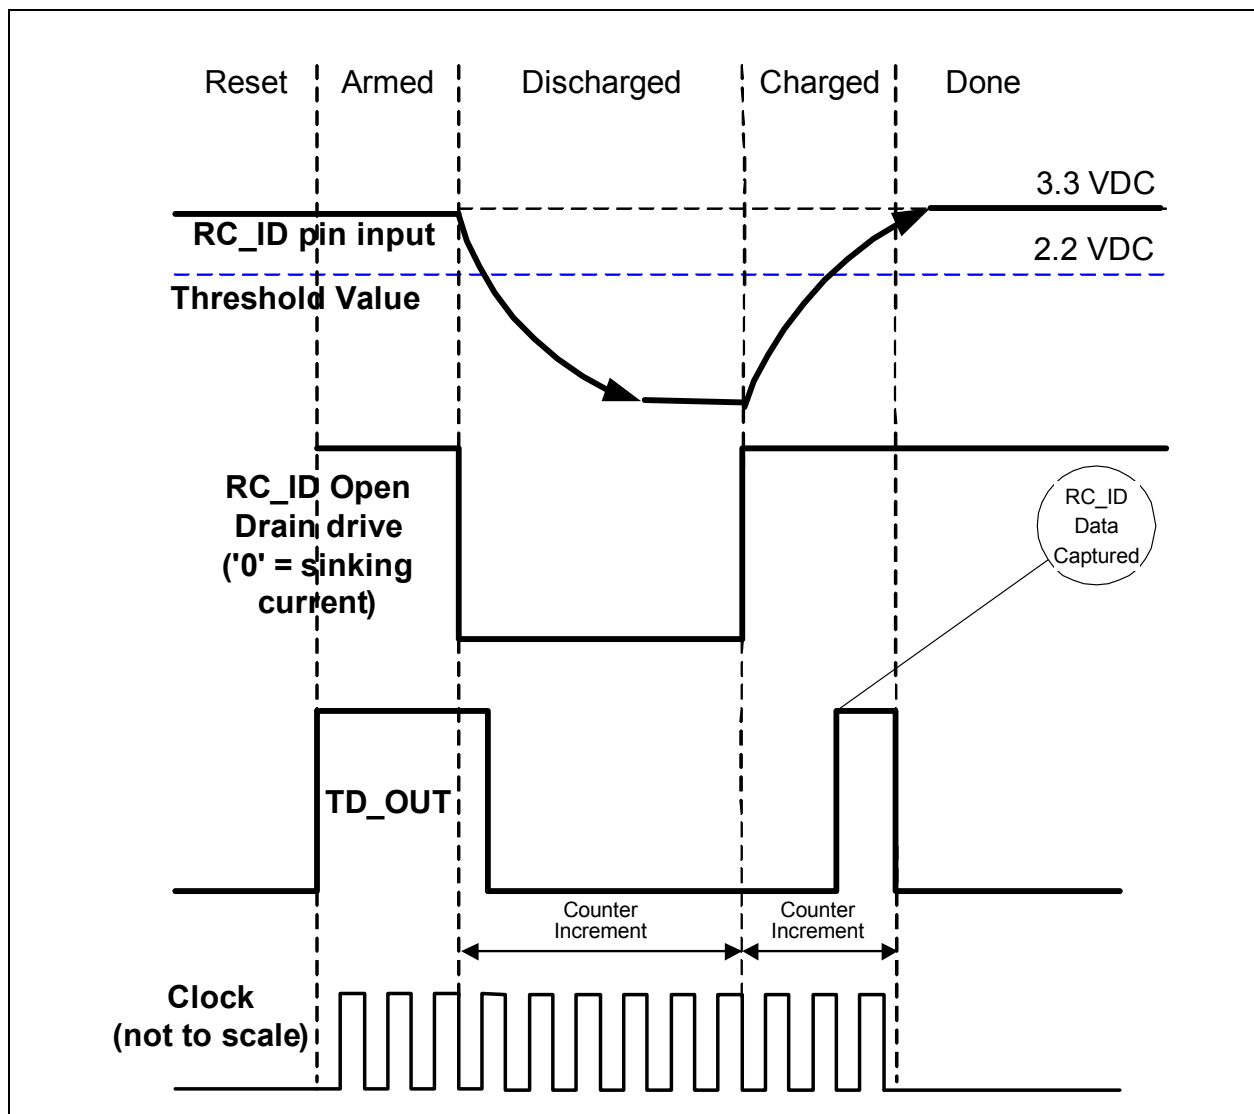 Reset Armed Discharged Charged Done
3.3 VDC
RC_ID pin input
2.2 VDC
Threshold Value
RC_ID Open
Drain drive
('0' = sinking
current)
RC_ID
Data
Captured
TD_OUT
Counter
Increment
Counter
Increment
Clock
(not to scale)